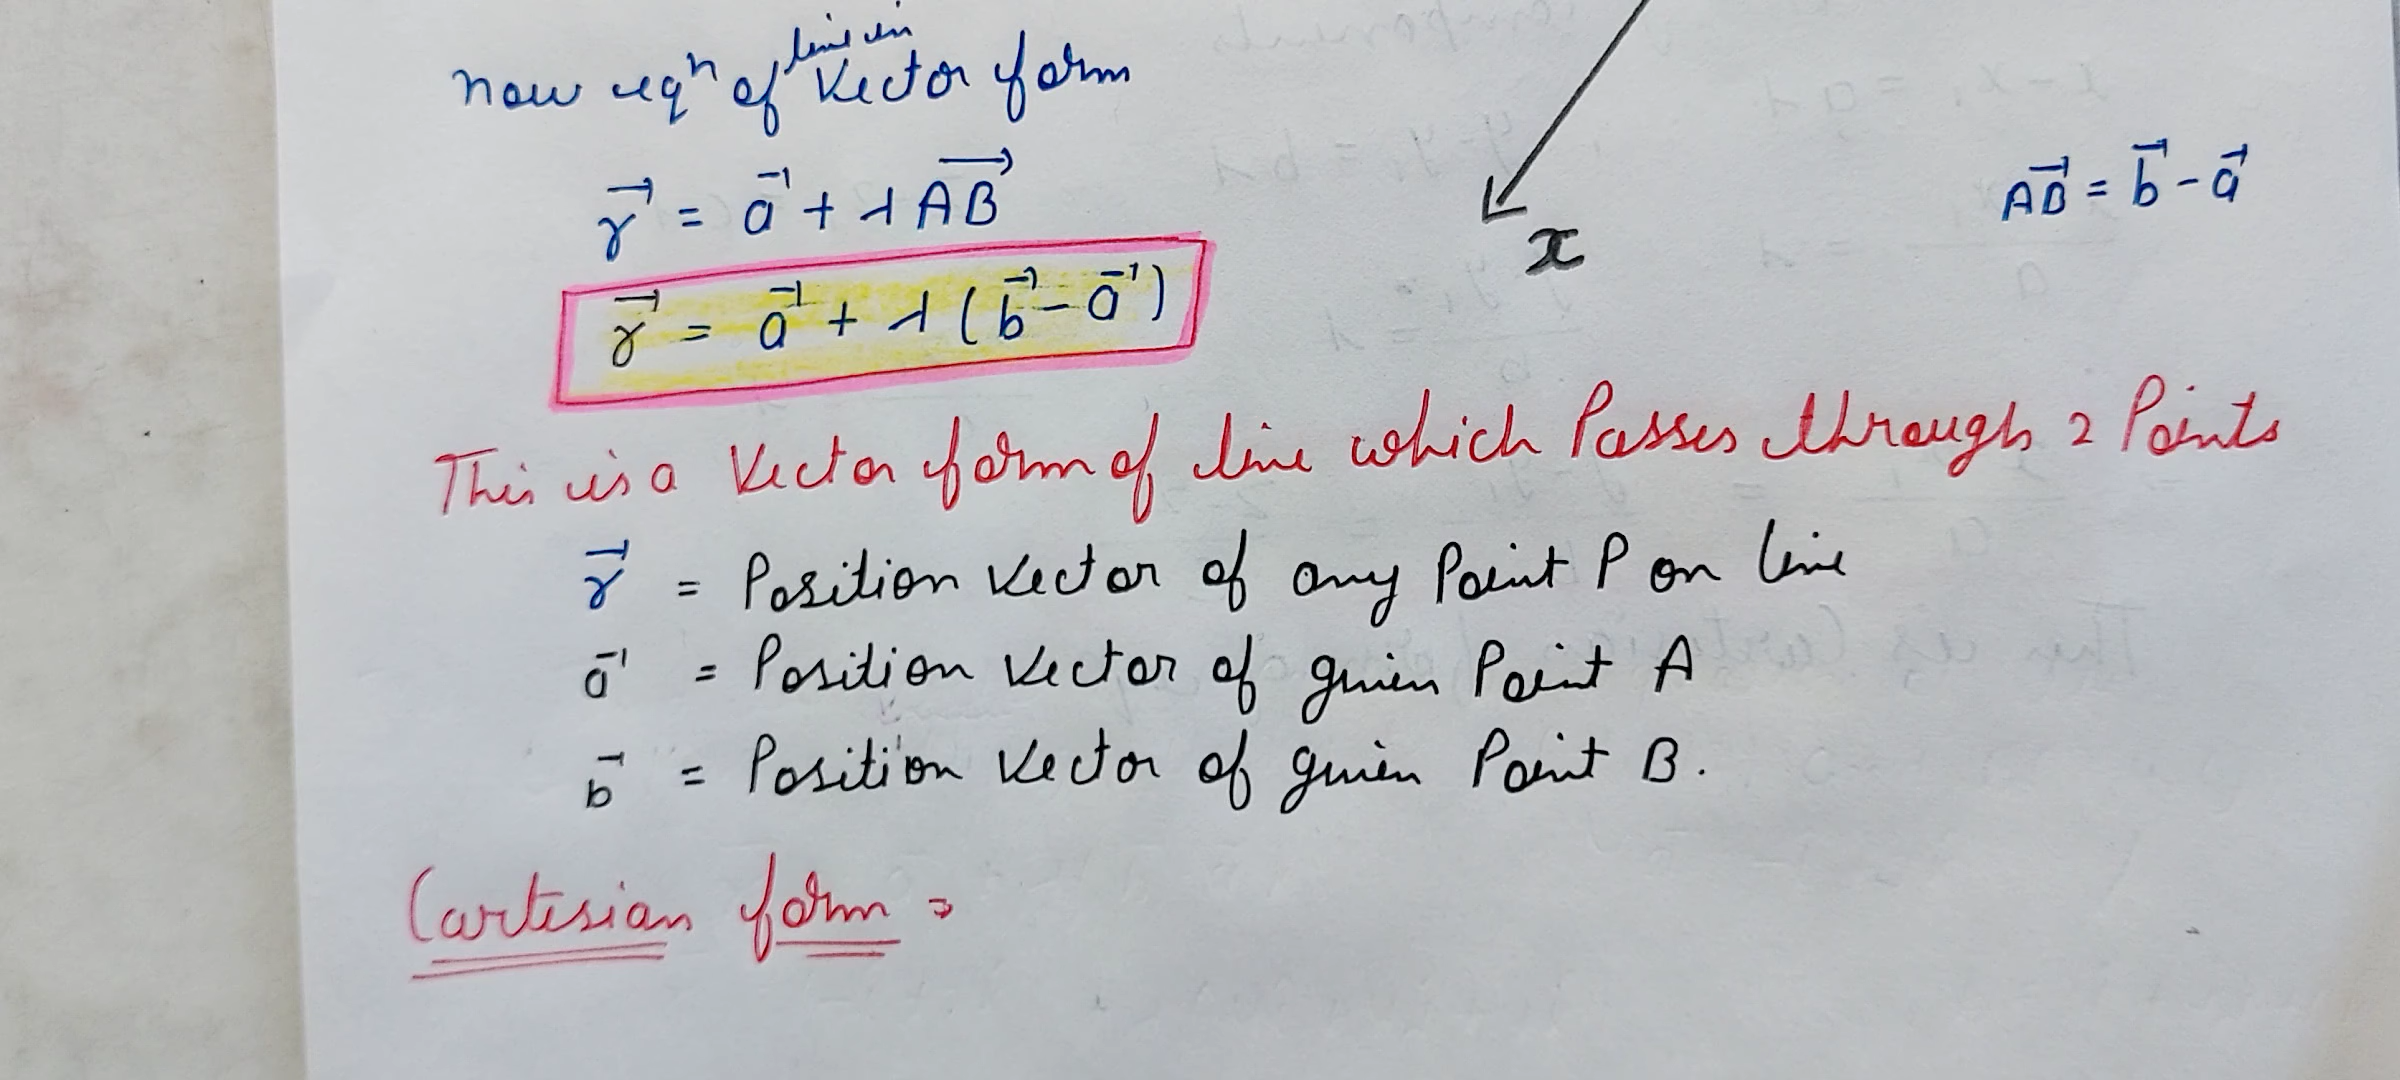 Now eqⁿ of line in Vector form
r⃗ = a⃗ + λ AB⃗
AB⃗ = b⃗ - a⃗
x
r⃗ = a⃗ + λ (b⃗ - a⃗)
This is a Vector form of line which Passes through 2 Points
r⃗ = Position Vector of any Point P on line
a⃗ = Position Vector of given Point A
b⃗ = Position Vector of given Point B.
Cartesian form =